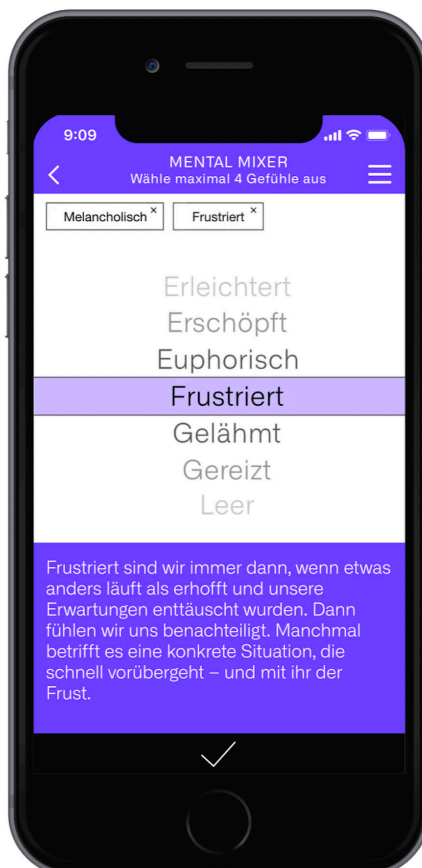 9:09
MENTAL MIXER
Wähle maximal 4 Gefühle aus
Melancholisch × Frustriert ×
Erleichtert
Erschöpft
Euphorisch
Frustriert
Gelähmt
Gereizt
Leer
Frustriert sind wir immer dann, wenn etwas
anders läuft als erhofft und unsere
Erwartungen enttäuscht wurden. Dann
fühlen wir uns benachteiligt. Manchmal
betrifft es eine konkrete Situation, die
schnell vorübergeht – und mit ihr der
Frust.